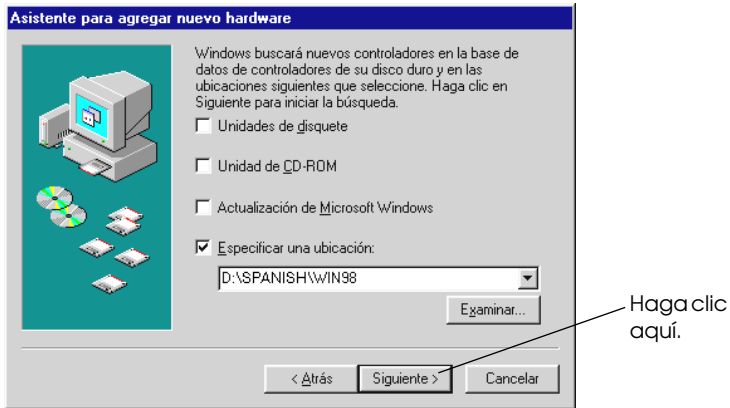 Asistente para agregar nuevo hardware
Windows buscará nuevos controladores en la base de
datos de controladores de su disco duro y en las
ubicaciones siguientes que seleccione. Haga clic en
Siguiente para iniciar la búsqueda.
Unidades de disquete
Unidad de CD-ROM
Actualización de Microsoft Windows
Especificar una ubicación:
D:\SPANISH\WIN98
Examinar...
Haga clic
aquí.
< Atrás
Siguiente >
Cancelar